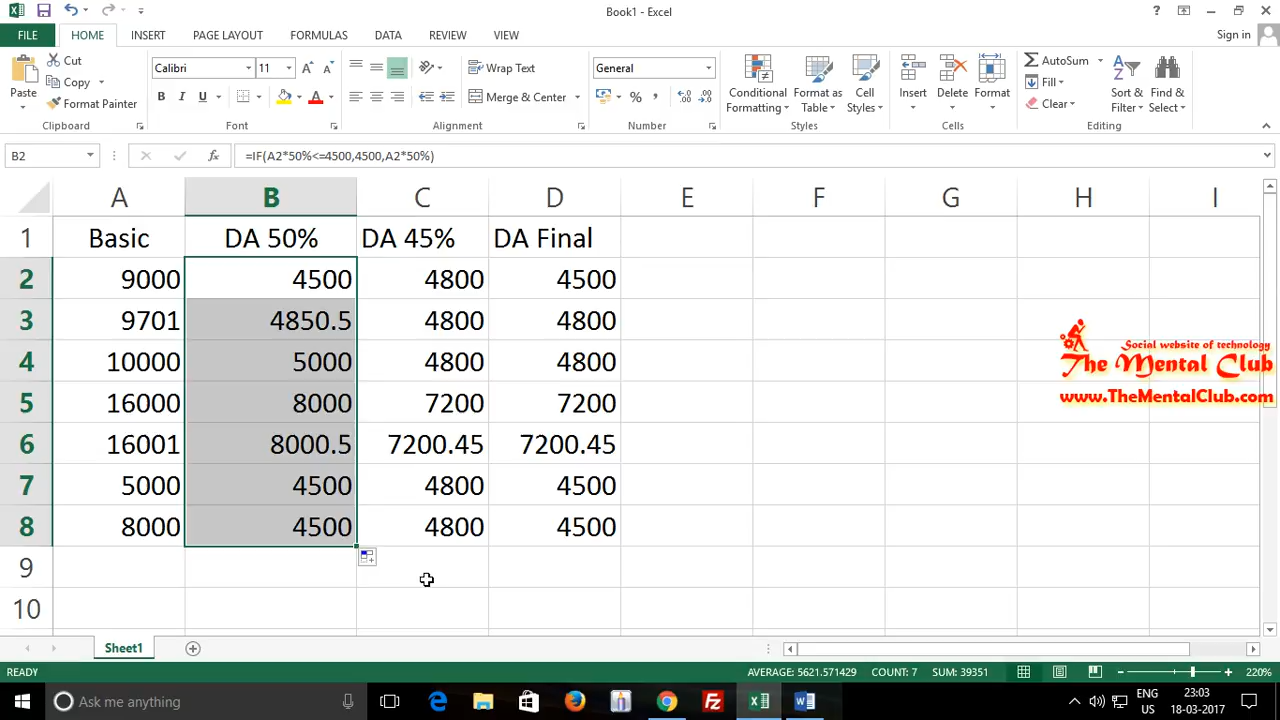 Book1 - Excel
FILE HOME INSERT PAGE LAYOUT FORMULAS DATA REVIEW VIEW Sign in
Paste
Cut
Copy
Format Painter
Clipboard
Calibri 11
B I U
Font
Wrap Text
Merge & Center
Alignment
General
%
Number
Conditional Formatting
Format as Table
Cell Styles
Styles
Insert Delete Format
Cells
AutoSum
Fill
Clear
Sort & Filter
Find & Select
Editing
B2 fx =IF(A2*50%<=4500,4500,A2*50%)
A B C D E F G H I
1 Basic DA 50% DA 45% DA Final
2 9000 4500 4800 4500
3 9701 4850.5 4800 4800
4 10000 5000 4800 4800
5 16000 8000 7200 7200
6 16001 8000.5 7200.45 7200.45
7 5000 4500 4800 4500
8 8000 4500 4800 4500
9
10
Social website of technology
The Mental Club
www.TheMentalClub.com
Sheet1
READY AVERAGE: 5621.571429 COUNT: 7 SUM: 39351 220%
Ask me anything
ENG US
23:03
18-03-2017